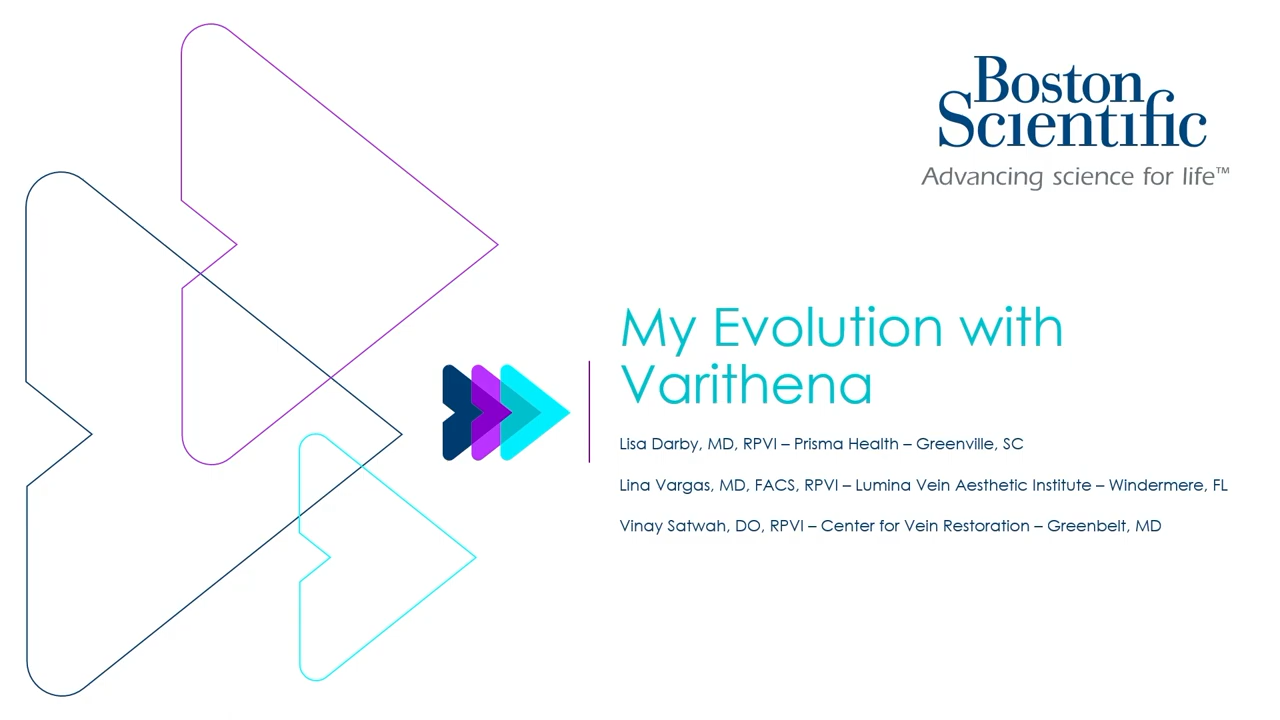 Boston
Scientific
Advancing science for life™
My Evolution with
Varithena
Lisa Darby, MD, RPVI – Prisma Health – Greenville, SC
Lina Vargas, MD, FACS, RPVI – Lumina Vein Aesthetic Institute – Windermere, FL
Vinay Satwah, DO, RPVI – Center for Vein Restoration – Greenbelt, MD